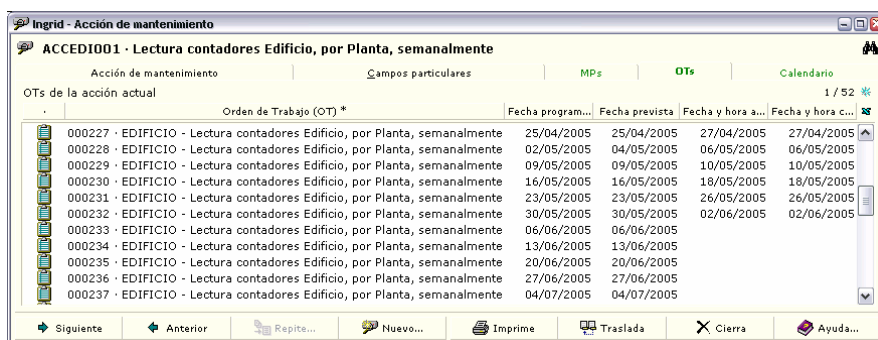 Ingrid - Acción de mantenimiento
ACCEDI001 · Lectura contadores Edificio, por Planta, semanalmente
Acción de mantenimiento Campos particulares MPs OTs Calendario
OTs de la acción actual 1 / 52
· Orden de Trabajo (OT) * Fecha program... Fecha prevista Fecha y hora a... Fecha y hora c...
000227 · EDIFICIO - Lectura contadores Edificio, por Planta, semanalmente 25/04/2005 25/04/2005 27/04/2005 27/04/2005
000228 · EDIFICIO - Lectura contadores Edificio, por Planta, semanalmente 02/05/2005 04/05/2005 06/05/2005 06/05/2005
000229 · EDIFICIO - Lectura contadores Edificio, por Planta, semanalmente 09/05/2005 09/05/2005 10/05/2005 10/05/2005
000230 · EDIFICIO - Lectura contadores Edificio, por Planta, semanalmente 16/05/2005 16/05/2005 18/05/2005 18/05/2005
000231 · EDIFICIO - Lectura contadores Edificio, por Planta, semanalmente 23/05/2005 23/05/2005 26/05/2005 26/05/2005
000232 · EDIFICIO - Lectura contadores Edificio, por Planta, semanalmente 30/05/2005 30/05/2005 02/06/2005 02/06/2005
000233 · EDIFICIO - Lectura contadores Edificio, por Planta, semanalmente 06/06/2005 06/06/2005
000234 · EDIFICIO - Lectura contadores Edificio, por Planta, semanalmente 13/06/2005 13/06/2005
000235 · EDIFICIO - Lectura contadores Edificio, por Planta, semanalmente 20/06/2005 20/06/2005
000236 · EDIFICIO - Lectura contadores Edificio, por Planta, semanalmente 27/06/2005 27/06/2005
000237 · EDIFICIO - Lectura contadores Edificio, por Planta, semanalmente 04/07/2005 04/07/2005
Siguiente Anterior Repite... Nuevo... Imprime Traslada Cierra Ayuda...